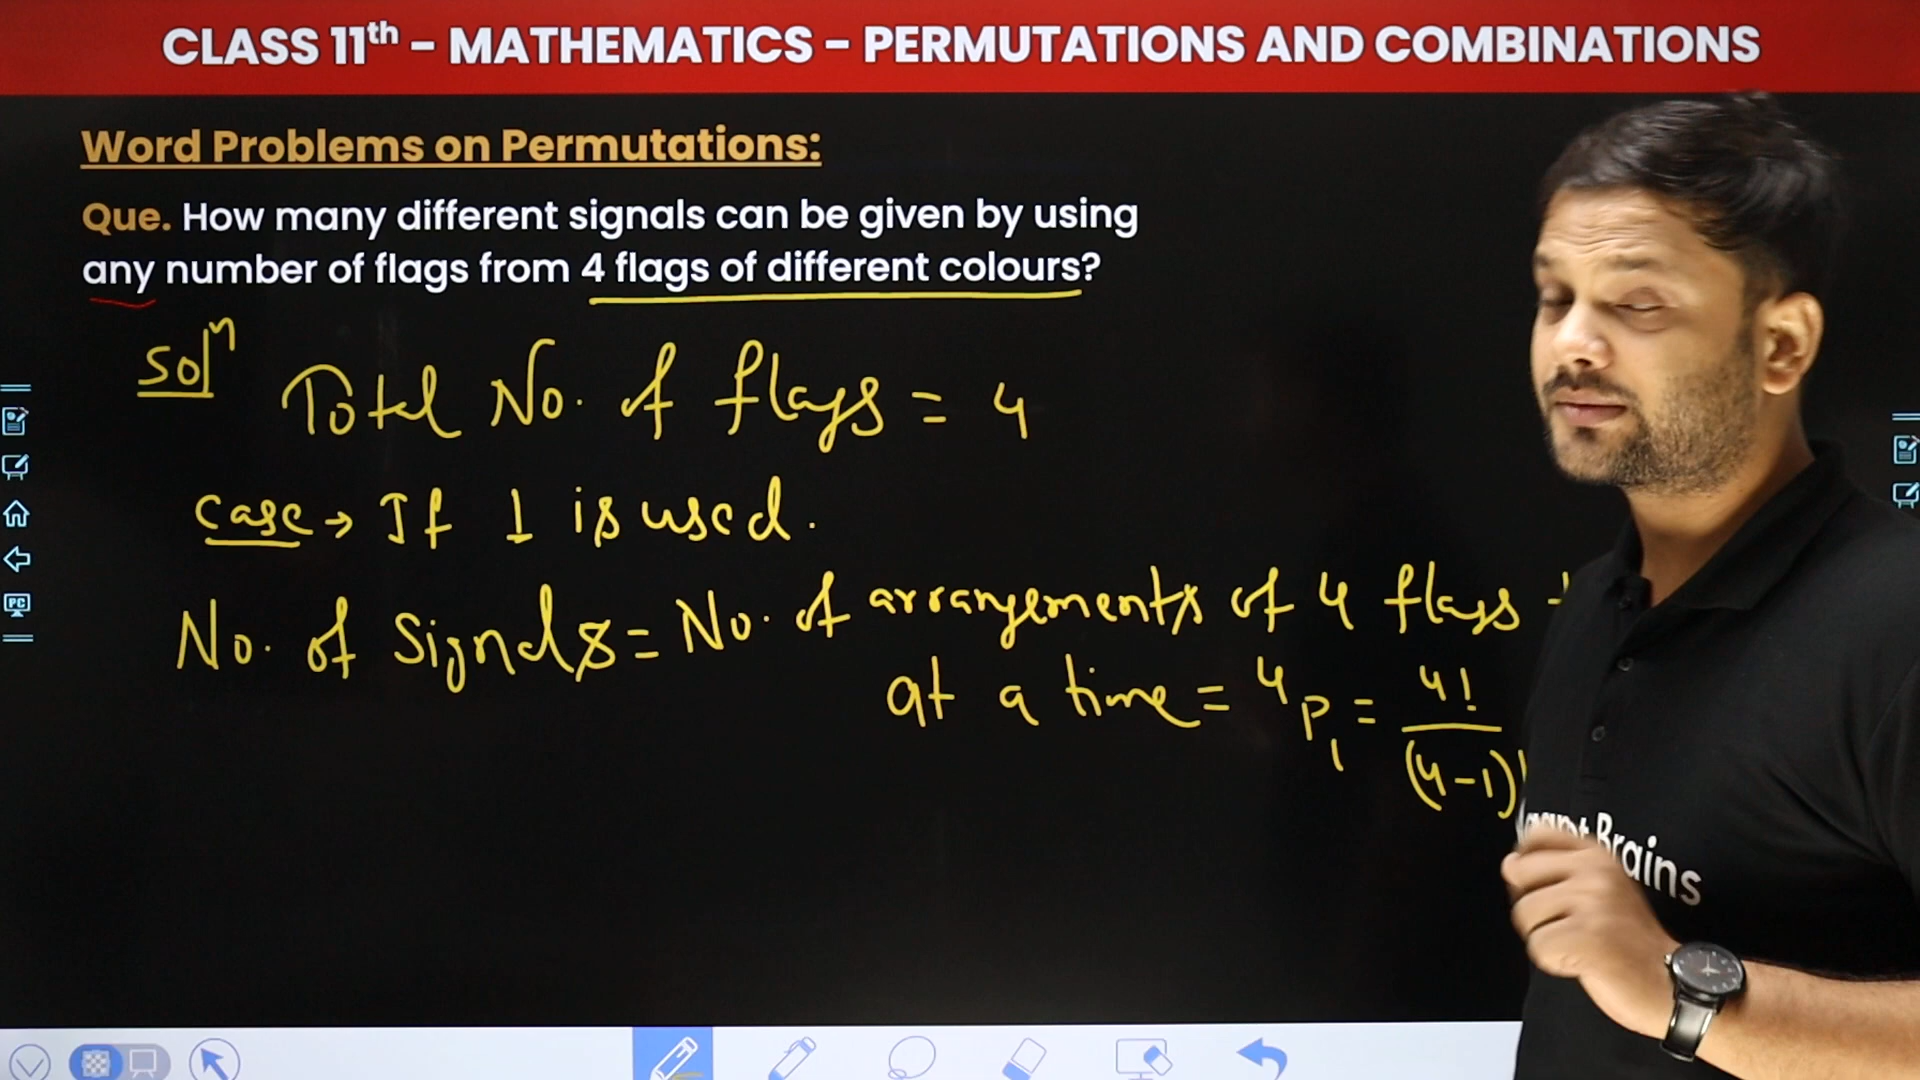 CLASS 11th - MATHEMATICS - PERMUTATIONS AND COMBINATIONS
Word Problems on Permutations:
Que. How many different signals can be given by using
any number of flags from 4 flags of different colours?
Solⁿ
Total No. of flags = 4
Case → If 1 is used.
No. of Signals = No. of arrangements of 4 flags
at a time = ⁴P₁ = 4!/(4-1)!
Brains
PC